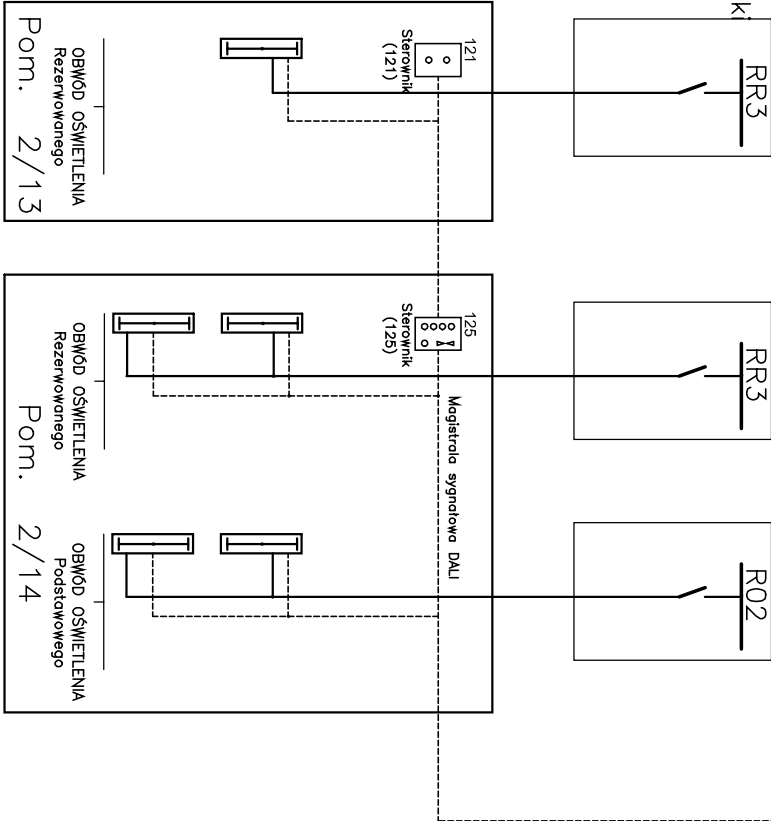 ki
RR3
RR3
R02
121
Sterownik
(121)
OBWÓD OŚWIETLENIA
Rezerwowanego
Pom. 2/13
125
Sterownik
(125)
Magistrala sygnałowa DALI
OBWÓD OŚWIETLENIA
Rezerwowanego
OBWÓD OŚWIETLENIA
Podstawowego
Pom. 2/14